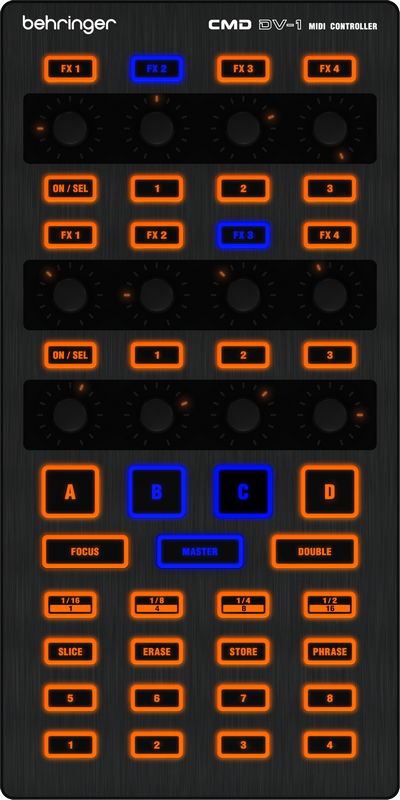 behringer CMD DV-1 MIDI CONTROLLER
FX 1 FX 2 FX 3 FX 4
ON / SEL 1 2 3
FX 1 FX 2 FX 3 FX 4
ON / SEL 1 2 3
A B C D
FOCUS MASTER DOUBLE
1/16 1/8 1/4 1/2
1 4 8 16
SLICE ERASE STORE PHRASE
5 6 7 8
1 2 3 4